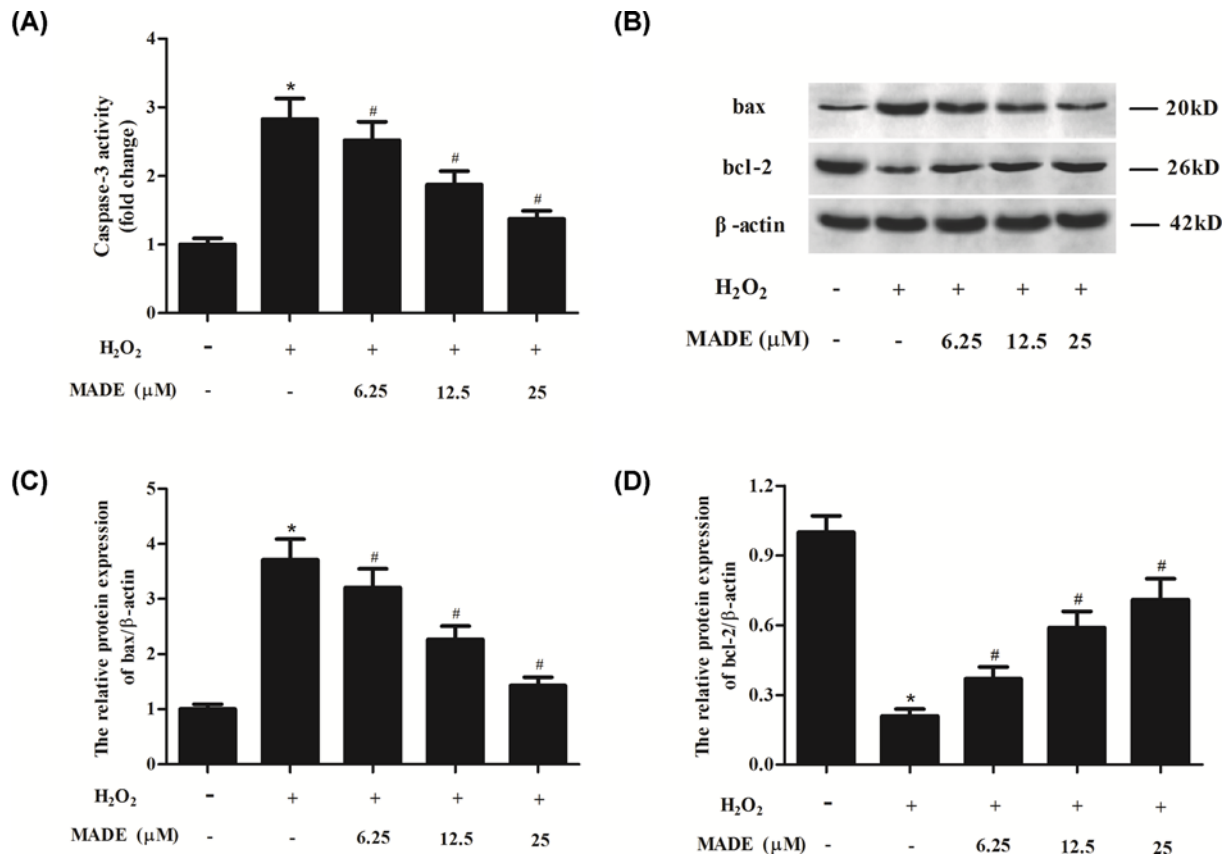 (A)
Caspase-3 activity
(fold change)
4
3
2
1
0
*
#
#
#
H₂O₂ - + + + +
MADE (μM) - - 6.25 12.5 25
(B)
bax — 20kD
bcl-2 — 26kD
β-actin — 42kD
H₂O₂ - + + + +
MADE (μM) - - 6.25 12.5 25
(C)
The relative protein expression
of bax/β-actin
5
4
3
2
1
0
*
#
#
#
H₂O₂ - + + + +
MADE (μM) - - 6.25 12.5 25
(D)
The relative protein expression
of bcl-2/β-actin
1.2
0.9
0.6
0.3
0.0
*
#
#
#
H₂O₂ - + + + +
MADE (μM) - - 6.25 12.5 25